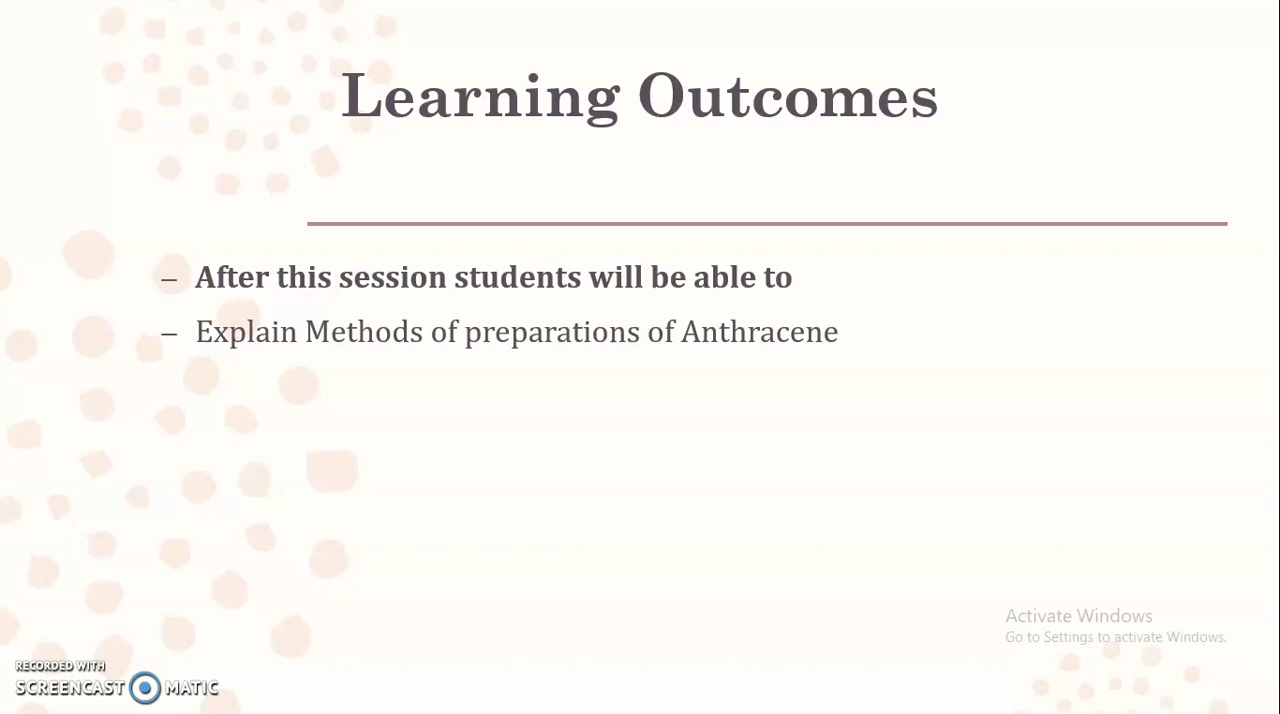 Learning Outcomes
– After this session students will be able to
– Explain Methods of preparations of Anthracene
Activate Windows
Go to Settings to activate Windows.
RECORDED WITH
SCREENCAST MATIC